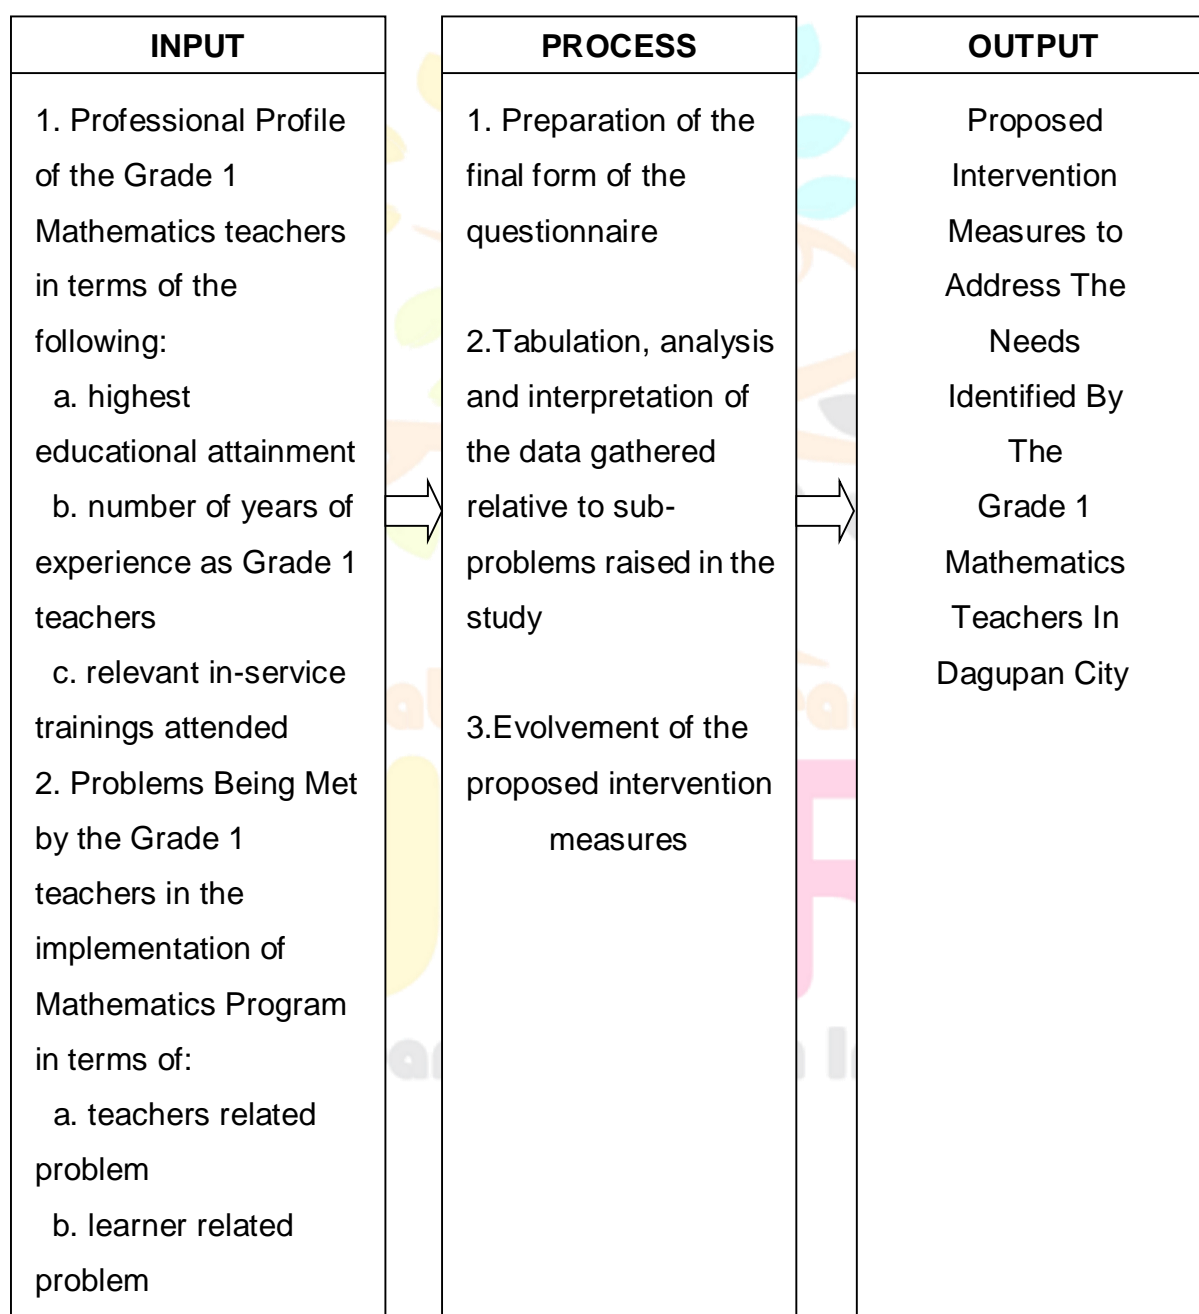 INPUT
1. Professional Profile
of the Grade 1
Mathematics teachers
in terms of the
following:
a. highest
educational attainment
b. number of years of
experience as Grade 1
teachers
c. relevant in-service
trainings attended
2. Problems Being Met
by the Grade 1
teachers in the
implementation of
Mathematics Program
in terms of:
a. teachers related
problem
b. learner related
problem
PROCESS
1. Preparation of the
final form of the
questionnaire
2.Tabulation, analysis
and interpretation of
the data gathered
relative to sub-
problems raised in the
study
3.Evolvement of the
proposed intervention
measures
OUTPUT
Proposed
Intervention
Measures to
Address The
Needs
Identified By
The
Grade 1
Mathematics
Teachers In
Dagupan City